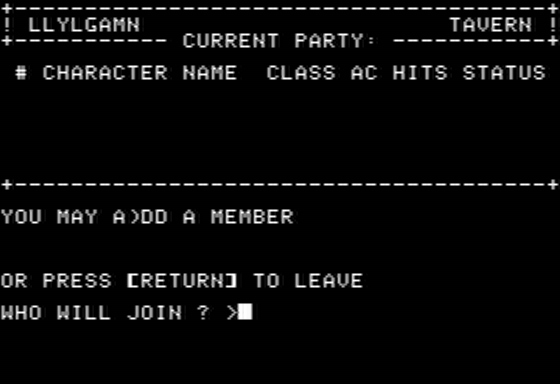 +--------------------------------------+
! LLYLGAMN                      TAVERN !
+----------- CURRENT PARTY: -----------+
# CHARACTER NAME  CLASS AC HITS STATUS
+--------------------------------------+
YOU MAY A)DD A MEMBER
OR PRESS [RETURN] TO LEAVE
WHO WILL JOIN ? >